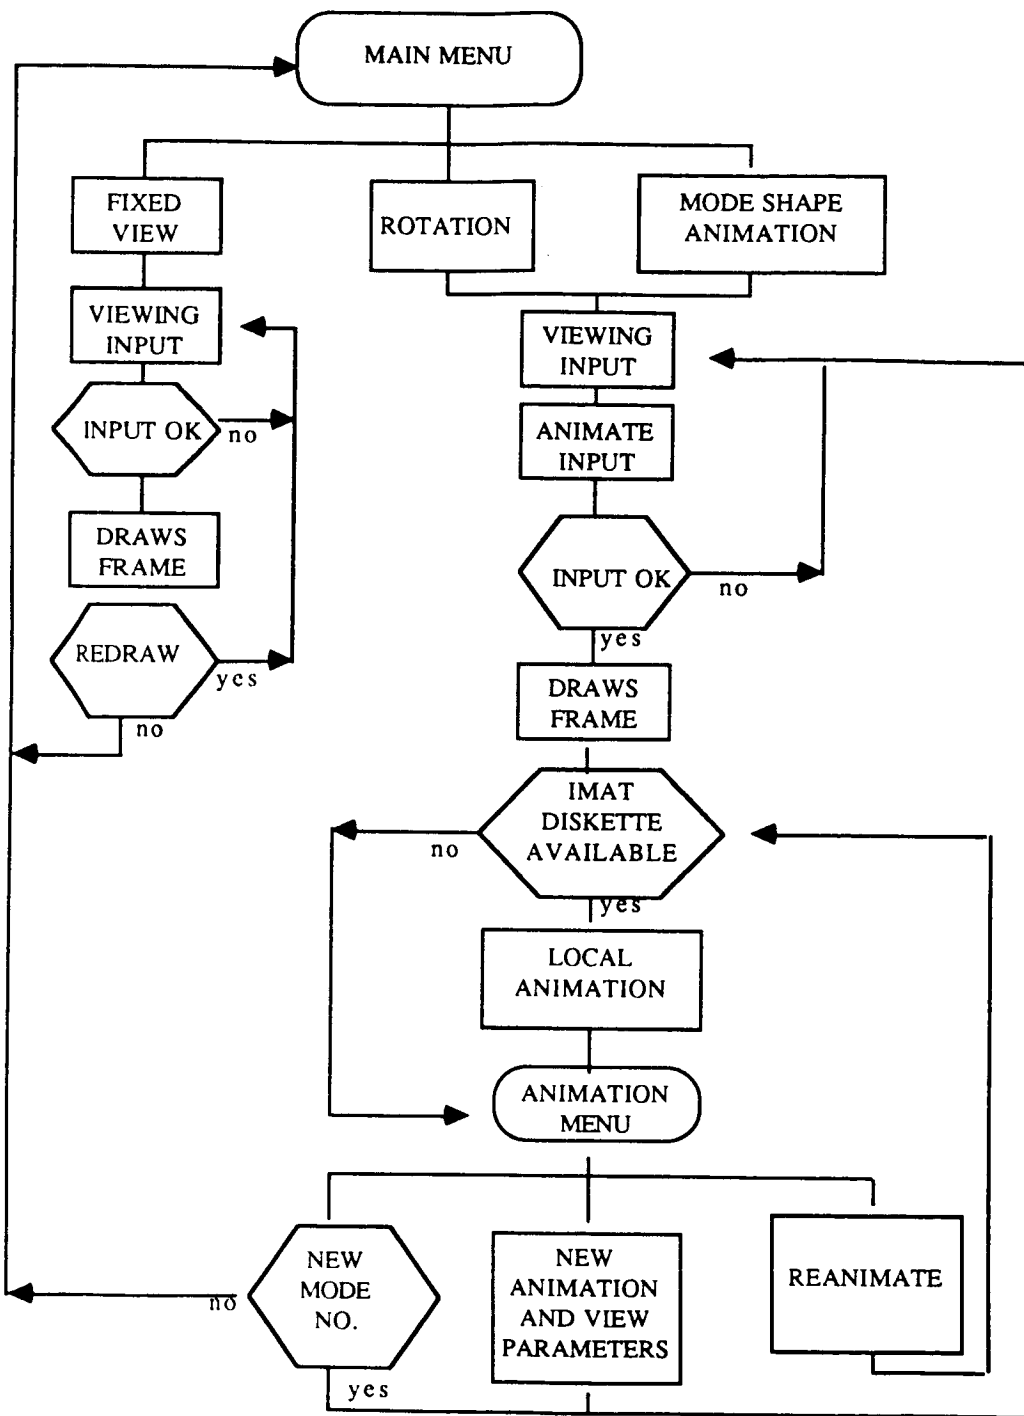 MAIN MENU
FIXED
VIEW
ROTATION
MODE SHAPE
ANIMATION
VIEWING
INPUT
INPUT OK
no
DRAWS
FRAME
REDRAW
yes
no
VIEWING
INPUT
ANIMATE
INPUT
INPUT OK
no
yes
DRAWS
FRAME
IMAT
DISKETTE
AVAILABLE
no
yes
LOCAL
ANIMATION
ANIMATION
MENU
NEW
MODE
NO.
no
yes
NEW
ANIMATION
AND VIEW
PARAMETERS
REANIMATE